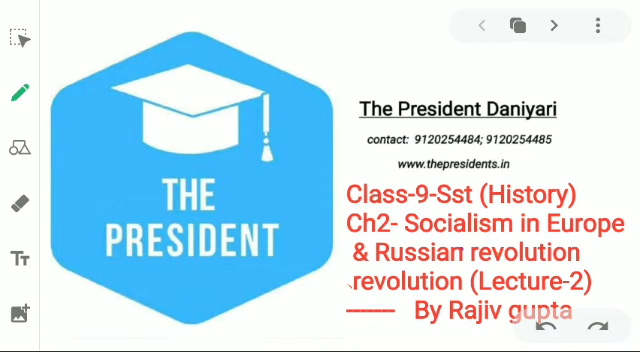 THE
PRESIDENT
The President Daniyari
contact: 9120254484; 9120254485
www.thepresidents.in
Class-9-Sst (History)
Ch2- Socialism in Europe
& Russian revolution
revolution (Lecture-2)
By Rajiv gupta
Tт